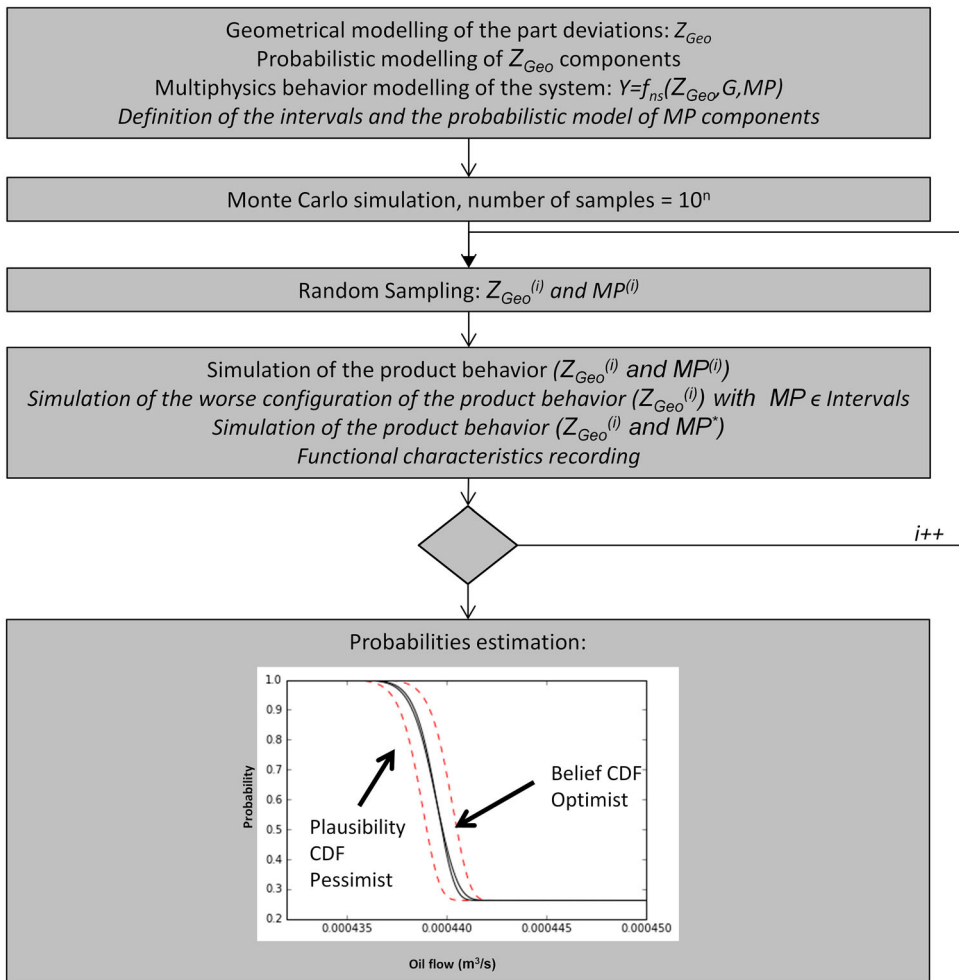 Geometrical modelling of the part deviations: Z_Geo
Probabilistic modelling of Z_Geo components
Multiphysics behavior modelling of the system: Y=f_ns(Z_Geo,G,MP)
Definition of the intervals and the probabilistic model of MP components
Monte Carlo simulation, number of samples = 10ⁿ
Random Sampling: Z_Geo^(i) and MP^(i)
Simulation of the product behavior (Z_Geo^(i) and MP^(i))
Simulation of the worse configuration of the product behavior (Z_Geo^(i)) with MP ϵ Intervals
Simulation of the product behavior (Z_Geo^(i) and MP^*)
Functional characteristics recording
i++
Probabilities estimation:
1.0
0.9
0.8
0.7
0.6
0.5
0.4
0.3
0.2
Probability
Plausibility
CDF
Pessimist
Belief CDF
Optimist
0.000435
0.000440
0.000445
0.000450
Oil flow (m³/s)